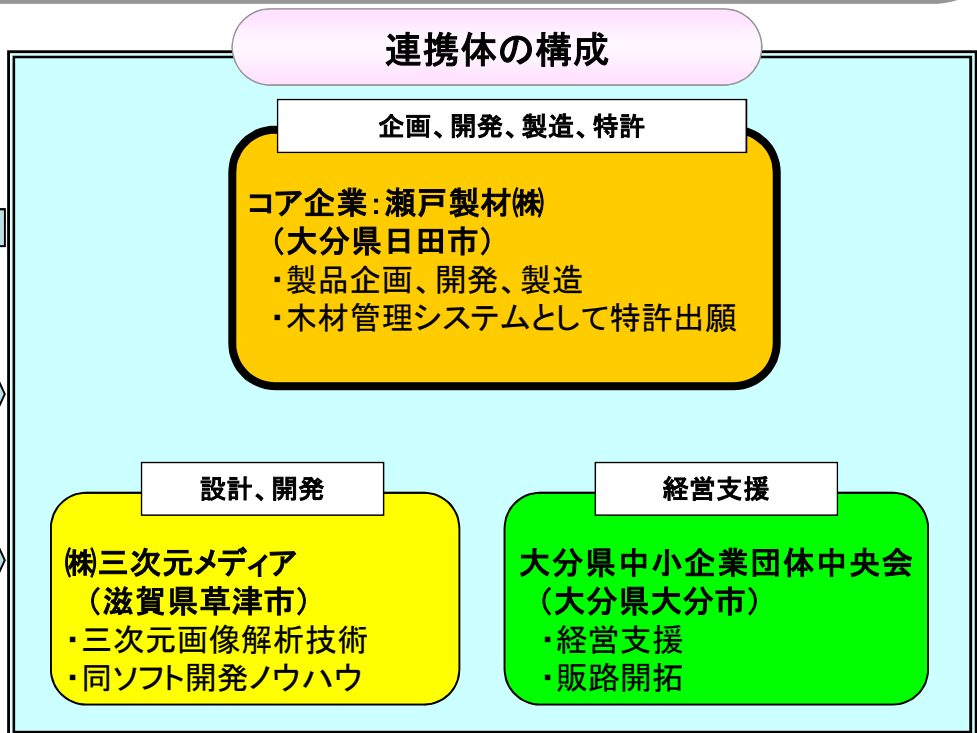 連携体の構成
企画、開発、製造、特許
コア企業：瀬戸製材㈱
（大分県日田市）
・製品企画、開発、製造
・木材管理システムとして特許出願
設計、開発
㈱三次元メディア
（滋賀県草津市）
・三次元画像解析技術
・同ソフト開発ノウハウ
経営支援
大分県中小企業団体中央会
（大分県大分市）
・経営支援
・販路開拓